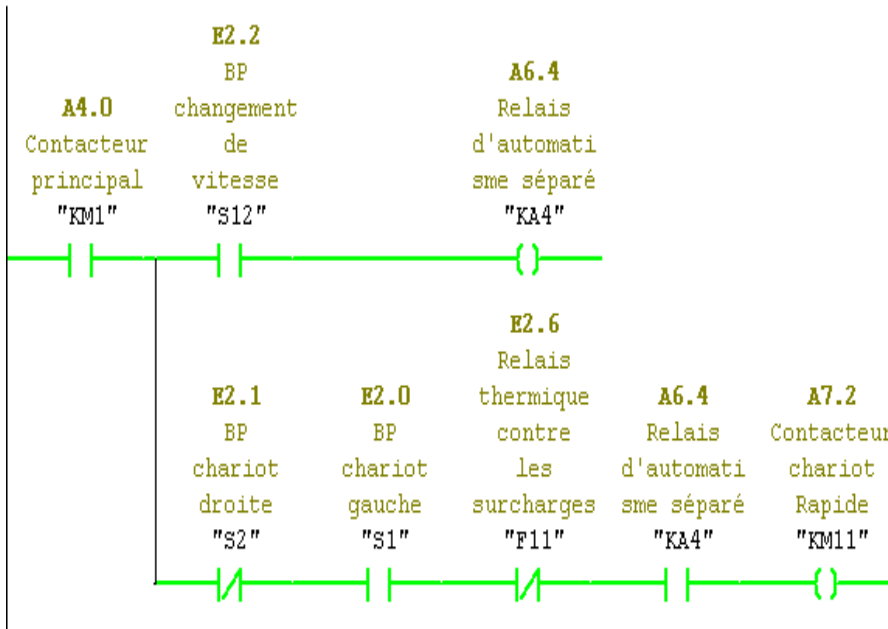 E2.2
BP
changement
de
vitesse
"S12"
A6.4
Relais
d'automati
sme séparé
"KA4"
A4.0
Contacteur
principal
"KM1"
E2.1
BP
chariot
droite
"S2"
E2.0
BP
chariot
gauche
"S1"
E2.6
Relais
thermique
contre
les
surcharges
"F11"
A6.4
Relais
d'automati
sme séparé
"KA4"
A7.2
Contacteur
chariot
Rapide
"KM11"